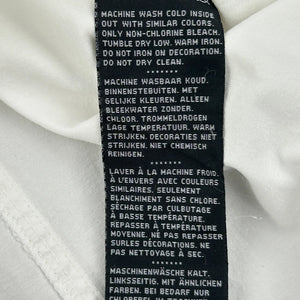 MACHINE WASH COLD INSIDE
OUT WITH SIMILAR COLORS.
ONLY NON-CHLORINE BLEACH.
TUMBLE DRY LOW. WARM IRON.
DO NOT IRON ON DECORATION.
DO NOT DRY CLEAN.
•••••••
MACHINE WASBAAR KOUD.
BINNENSTEBUITEN. MET
GELIJKE KLEUREN. ALLEEN
BLEEKWATER ZONDER.
CHLOOR. TROMMELDROGEN
LAGE TEMPERATUUR. WARM
STRIJKEN. DECORATIES NIET
STRIJKEN. NIET CHEMISCH
REINIGEN.
•••••••
LAVER À LA MACHINE FROID.
À L'ENVERS AVEC COULEURS
SIMILAIRES. SEULEMENT
BLANCHIMENT SANS CHLORE.
SÉCHAGE PAR CULBUTAGE
À BASSE TEMPÉRATURE.
REPASSER À TEMPÉRATURE
MOYENNE. NE PAS REPASSER
SUR LES DÉCORATIONS. NE
PAS NETTOYAGE À SEC.
•••••••
MASCHINENWÄSCHE KALT.
LINKSSEITIG. MIT ÄHNLICHEN
FARBEN. BEI BEDARF NUR